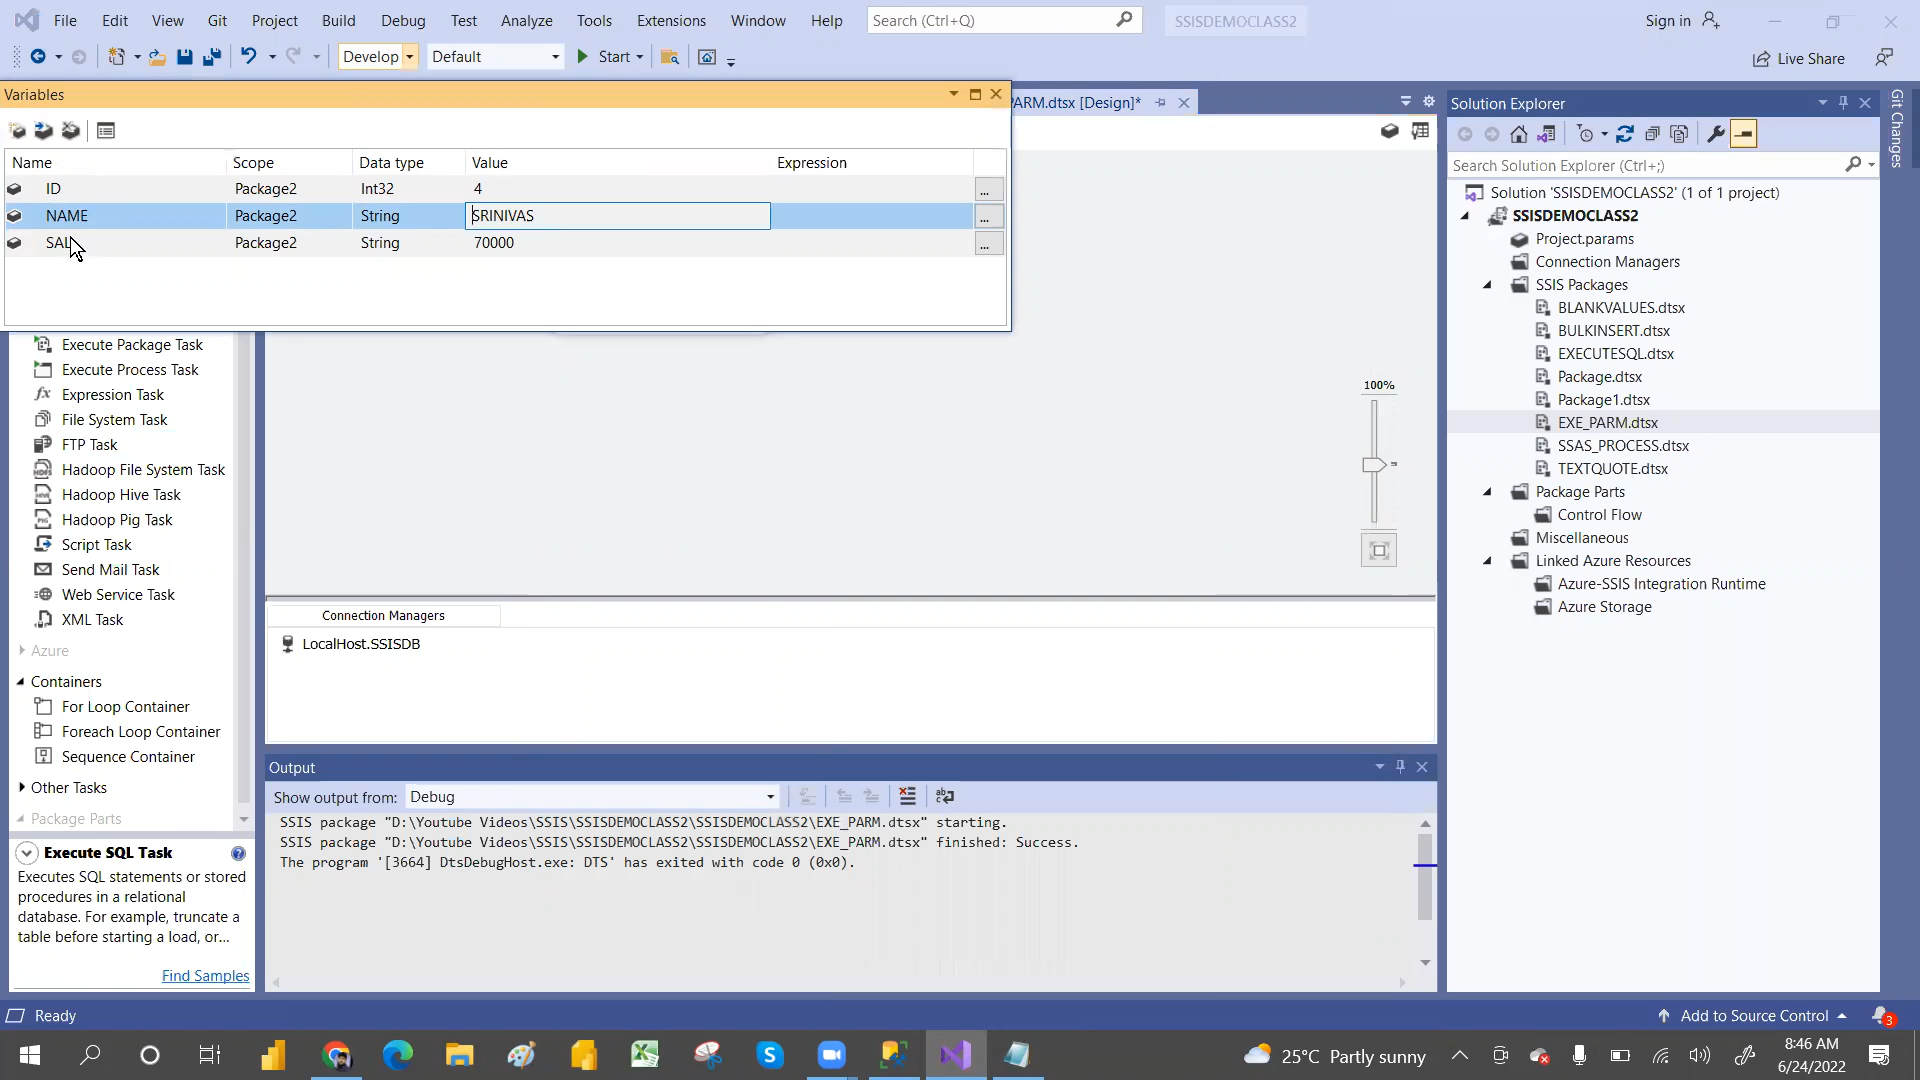 File Edit View Git Project Build Debug Test Analyze Tools Extensions Window Help Search (Ctrl+Q) SSISDEMOCLASS2 Sign in
Develop Default Start Live Share
Variables
PARM.dtsx [Design]*
Solution Explorer
Git Changes
Name Scope Data type Value Expression
ID Package2 Int32 4 ...
NAME Package2 String SRINIVAS ...
SAL Package2 String 70000 ...
Search Solution Explorer (Ctrl+;)
Solution 'SSISDEMOCLASS2' (1 of 1 project)
SSISDEMOCLASS2
Project.params
Connection Managers
SSIS Packages
BLANKVALUES.dtsx
BULKINSERT.dtsx
EXECUTESQL.dtsx
Package.dtsx
Package1.dtsx
EXE_PARM.dtsx
SSAS_PROCESS.dtsx
TEXTQUOTE.dtsx
Package Parts
Control Flow
Miscellaneous
Linked Azure Resources
Azure-SSIS Integration Runtime
Azure Storage
Execute Package Task
Execute Process Task
Expression Task
File System Task
FTP Task
Hadoop File System Task
Hadoop Hive Task
Hadoop Pig Task
Script Task
Send Mail Task
Web Service Task
XML Task
Azure
Containers
For Loop Container
Foreach Loop Container
Sequence Container
Other Tasks
Package Parts
Execute SQL Task
Executes SQL statements or stored
procedures in a relational
database. For example, truncate a
table before starting a load, or...
Find Samples
100%
Connection Managers
LocalHost.SSISDB
Output
Show output from: Debug
SSIS package "D:\Youtube Videos\SSIS\SSISDEMOCLASS2\SSISDEMOCLASS2\EXE_PARM.dtsx" starting.
SSIS package "D:\Youtube Videos\SSIS\SSISDEMOCLASS2\SSISDEMOCLASS2\EXE_PARM.dtsx" finished: Success.
The program '[3664] DtsDebugHost.exe: DTS' has exited with code 0 (0x0).
Ready
Add to Source Control 3
25°C Partly sunny
8:46 AM
6/24/2022